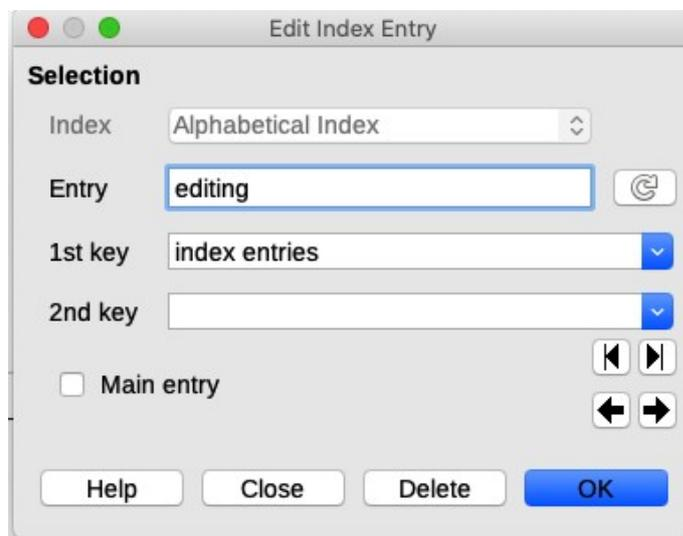 Edit Index Entry
Selection
Index Alphabetical Index
Entry editing
1st key index entries
2nd key
Main entry
Help Close Delete OK